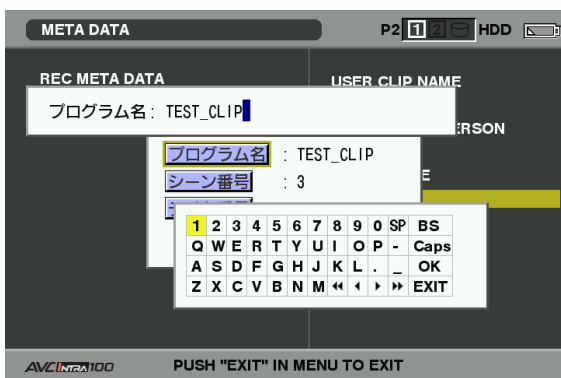 META DATA
P2 1 2 HDD
REC META DATA
USER CLIP NAME
プログラム名: TEST_CLIP
ERSON
プログラム名 : TEST_CLIP
シーン番号 : 3
E
1 2 3 4 5 6 7 8 9 0 SP BS
Q W E R T Y U I O P - Caps
A S D F G H J K L . _ OK
Z X C V B N M ◀◀ ◀ ▶ ▶▶ EXIT
AVC INTRA 100
PUSH "EXIT" IN MENU TO EXIT